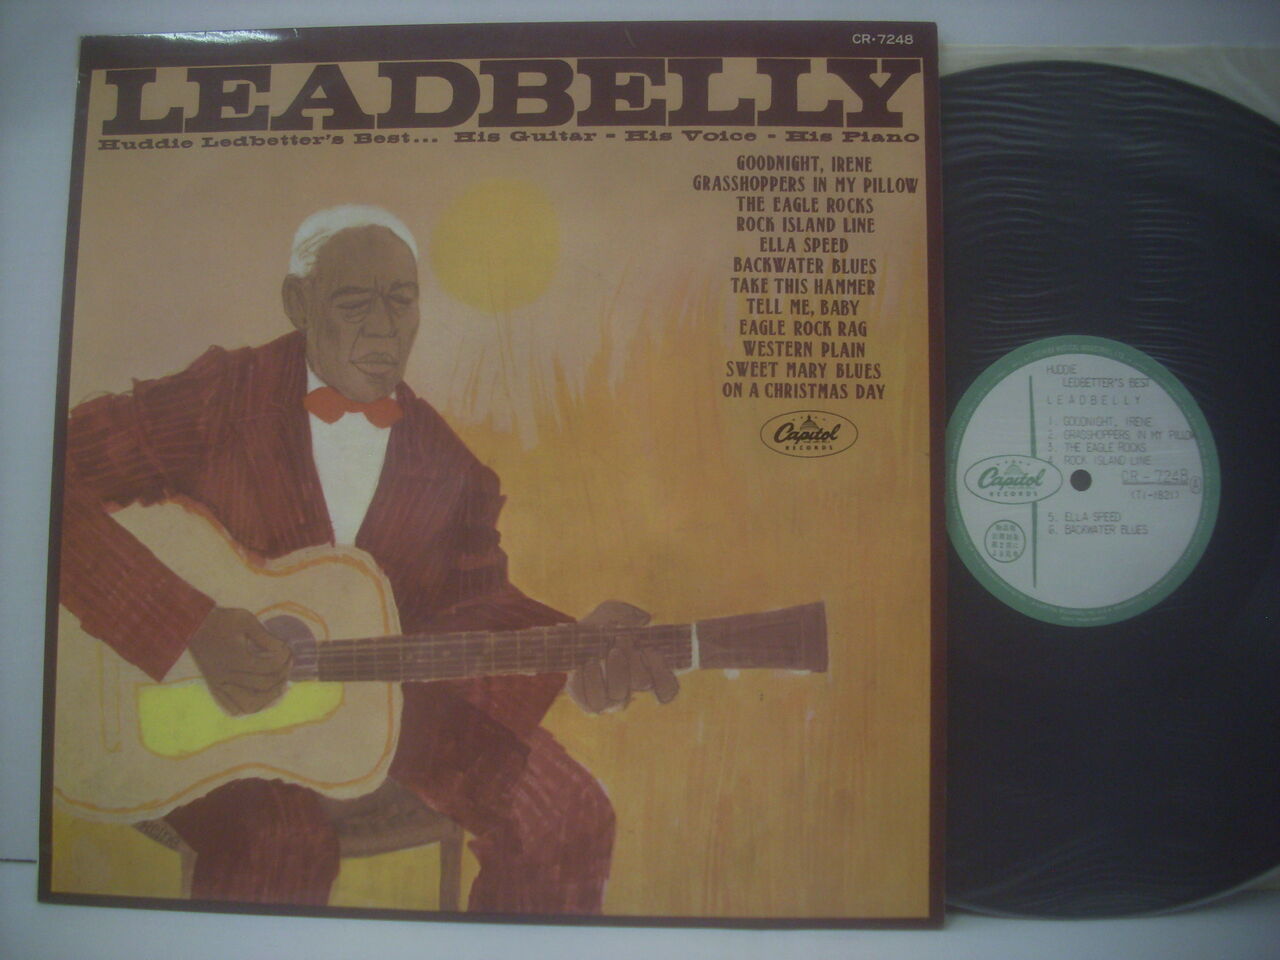 CR·7248
LEADBELLY
Huddie Ledbetter's Best... His Guitar - His Voice - His Piano
GOODNIGHT, IRENE
GRASSHOPPERS IN MY PILLOW
THE EAGLE ROCKS
ROCK ISLAND LINE
ELLA SPEED
BACKWATER BLUES
TAKE THIS HAMMER
TELL ME, BABY
EAGLE ROCK RAG
WESTERN PLAIN
SWEET MARY BLUES
ON A CHRISTMAS DAY
Capitol
RECORDS
HUDDIE
LEDBETTER'S BEST
LEADBELLY
1. GOODNIGHT, IRENE
2. GRASSHOPPERS IN MY PILLOW
3. THE EAGLE ROCKS
4. ROCK ISLAND LINE
Capitol
RECORDS
CR-7248 A
(T1-1821)
5. ELLA SPEED
6. BACKWATER BLUES